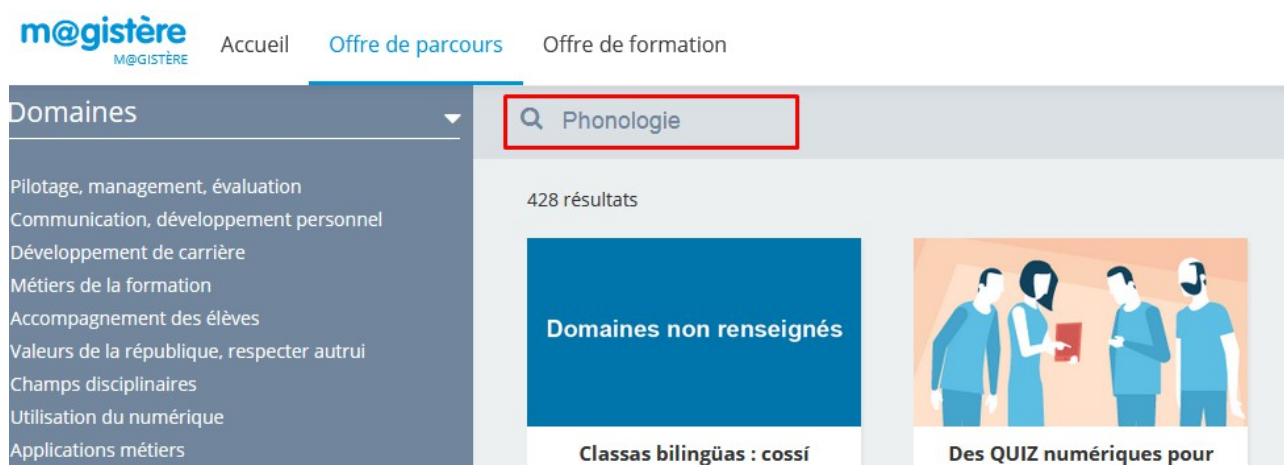 m@gistère
M@GISTÈRE
Accueil Offre de parcours Offre de formation
Domaines
Phonologie
Pilotage, management, évaluation
Communication, développement personnel
Développement de carrière
Métiers de la formation
Accompagnement des élèves
Valeurs de la république, respecter autrui
Champs disciplinaires
Utilisation du numérique
Applications métiers
428 résultats
Domaines non renseignés
Classas bilingüas : cossí
Des QUIZ numériques pour